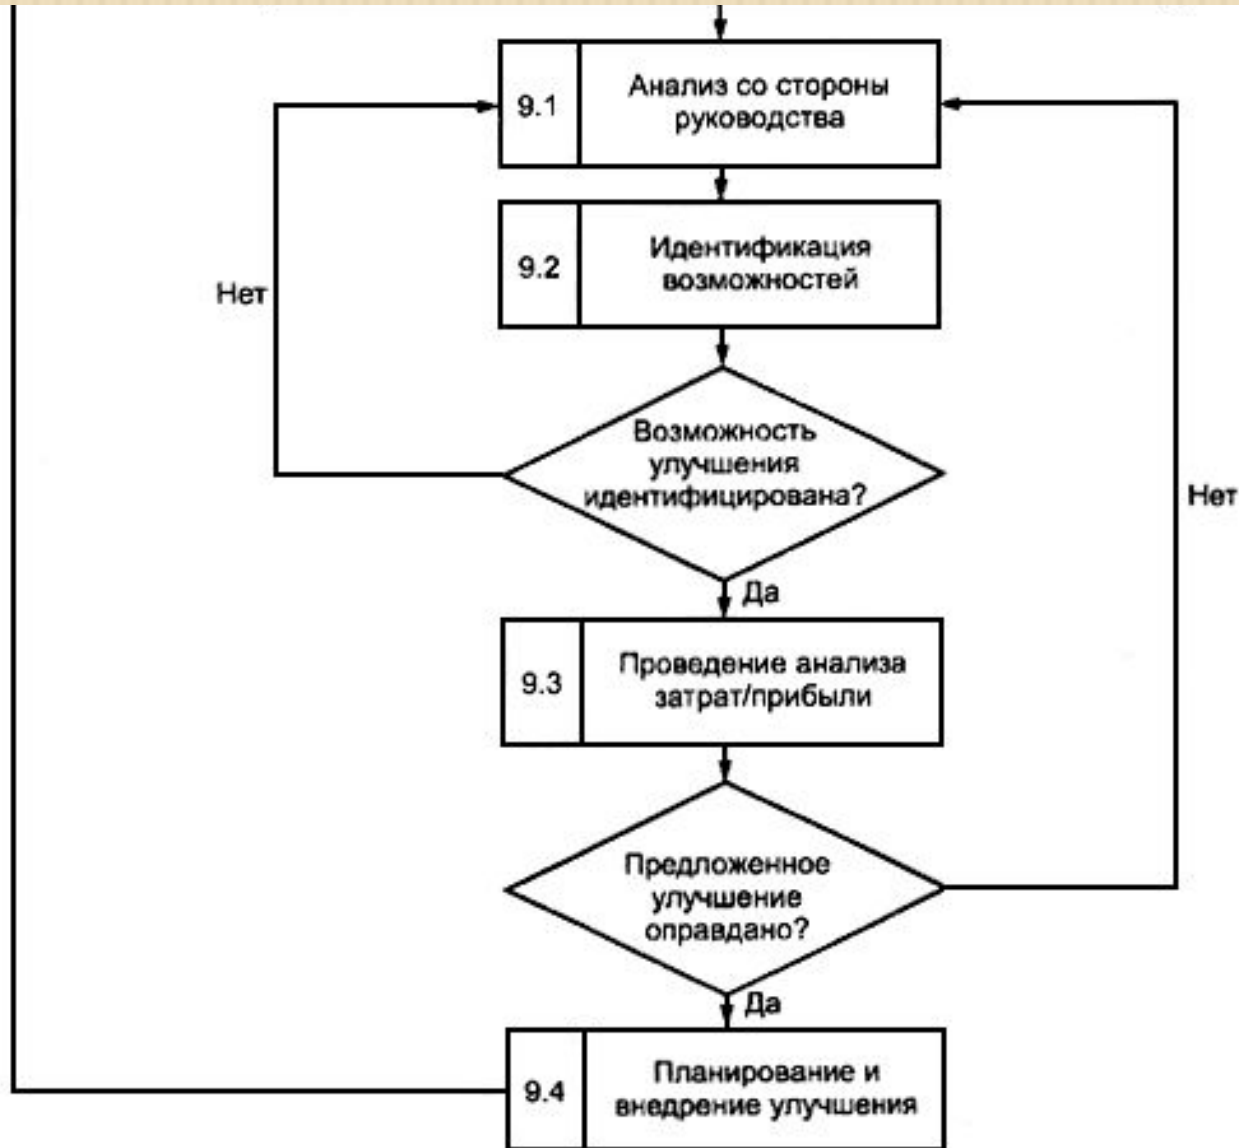 9.1
Анализ со стороны
руководства
9.2
Идентификация
возможностей
Нет
Возможность
улучшения
идентифицирована?
Нет
Да
9.3
Проведение анализа
затрат/прибыли
Предложенное
улучшение
оправдано?
Да
9.4
Планирование и
внедрение улучшения